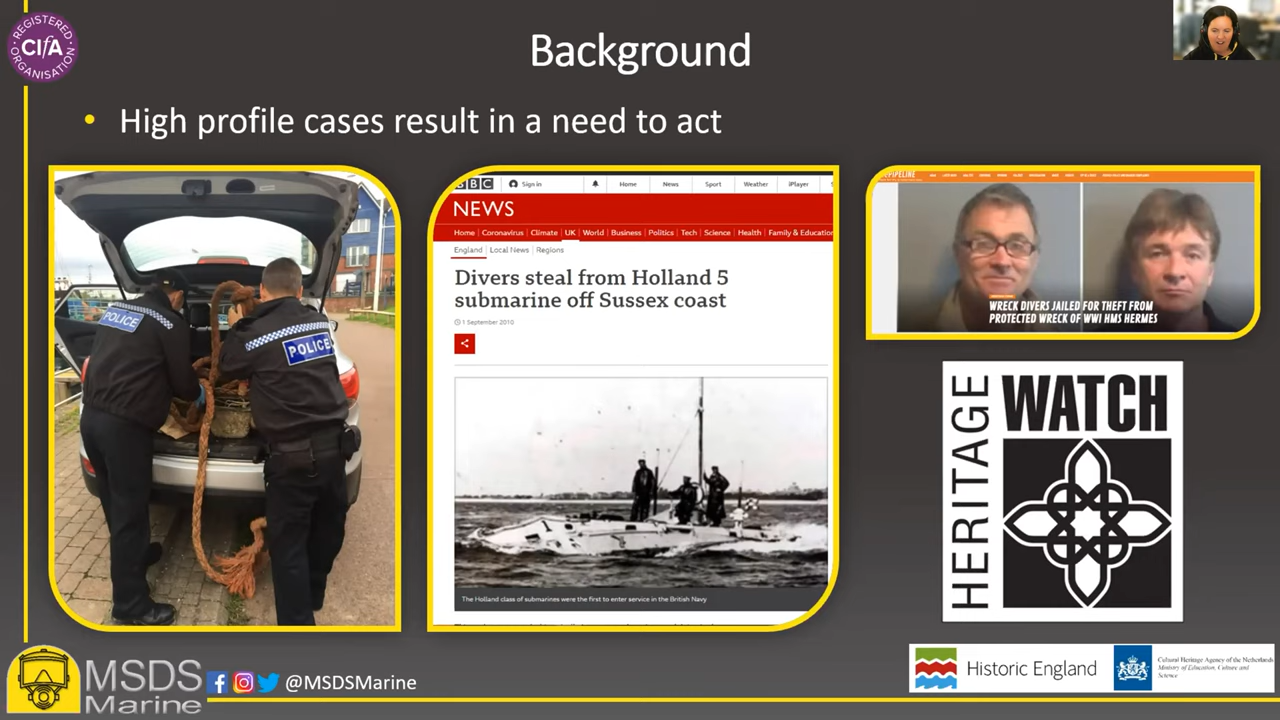 REGISTERED
CIfA
ORGANISATION
Background
• High profile cases result in a need to act
POLICE
POLICE
BBC
Sign in
Home
News
Sport
Weather
iPlayer
NEWS
Home | Coronavirus | Climate | UK | World | Business | Politics | Tech | Science | Health | Family & Education
England | Local News | Regions
Divers steal from Holland 5
submarine off Sussex coast
1 September 2010
The Holland class of submarines were the first to enter service in the British Navy
PIPELINE
WRECK DIVERS JAILED FOR THEFT FROM
PROTECTED WRECK OF WWI HMS HERMES
HERITAGE
WATCH
MSDS
Marine
@MSDSMarine
Historic England
Cultural Heritage Agency of the Netherlands
Ministry of Education, Culture and
Science